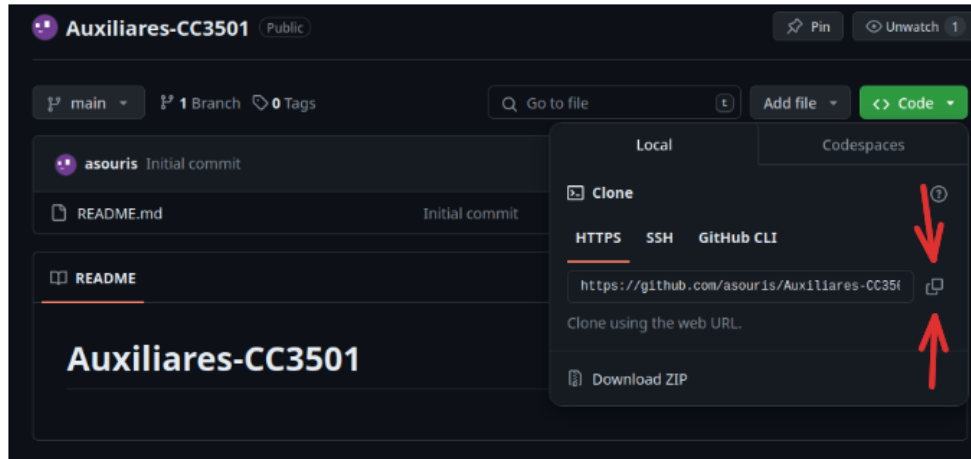 Auxiliares-CC3501 Public Pin Unwatch 1
main 1 Branch 0 Tags Go to file t Add file Code
Local Codespaces
asouris Initial commit
Clone
README.md Initial commit
HTTPS SSH GitHub CLI
README
https://github.com/asouris/Auxiliares-CC350
Clone using the web URL.
Auxiliares-CC3501
Download ZIP